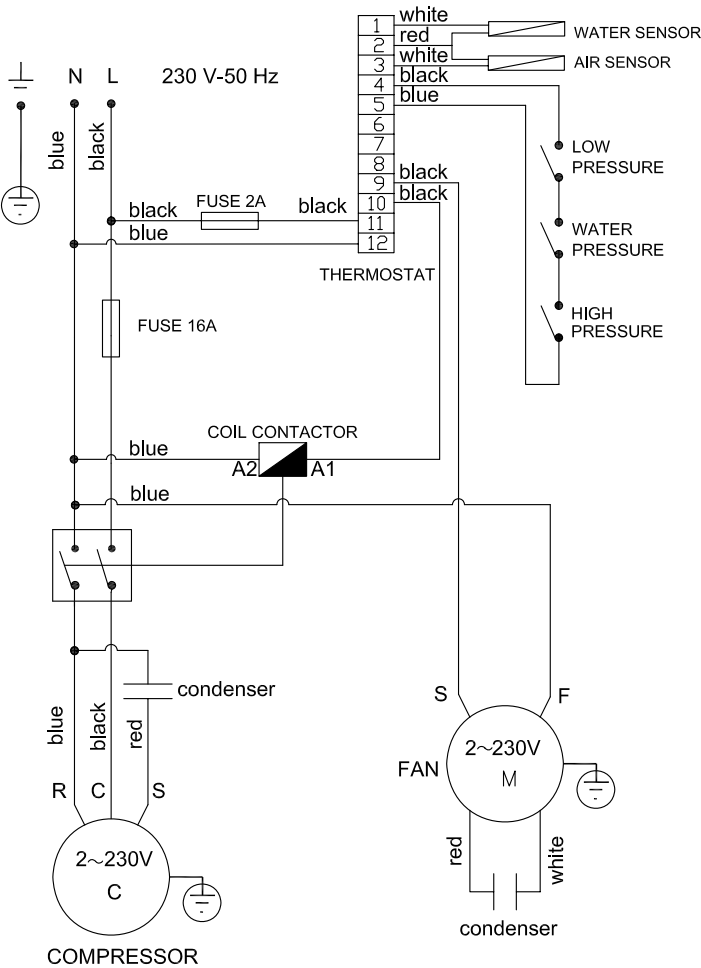 white
1
red
2
WATER SENSOR
white
3
AIR SENSOR
black
4
blue
5
6
7
8
black
9
black
10
11
12
THERMOSTAT
N L 230 V-50 Hz
blue
black
black
FUSE 2A
black
blue
LOW
PRESSURE
WATER
PRESSURE
HIGH
PRESSURE
FUSE 16A
COIL CONTACTOR
blue
A2
A1
blue
condenser
blue
black
red
R C S
2~230V
C
COMPRESSOR
S
F
FAN
2~230V
M
red
white
condenser